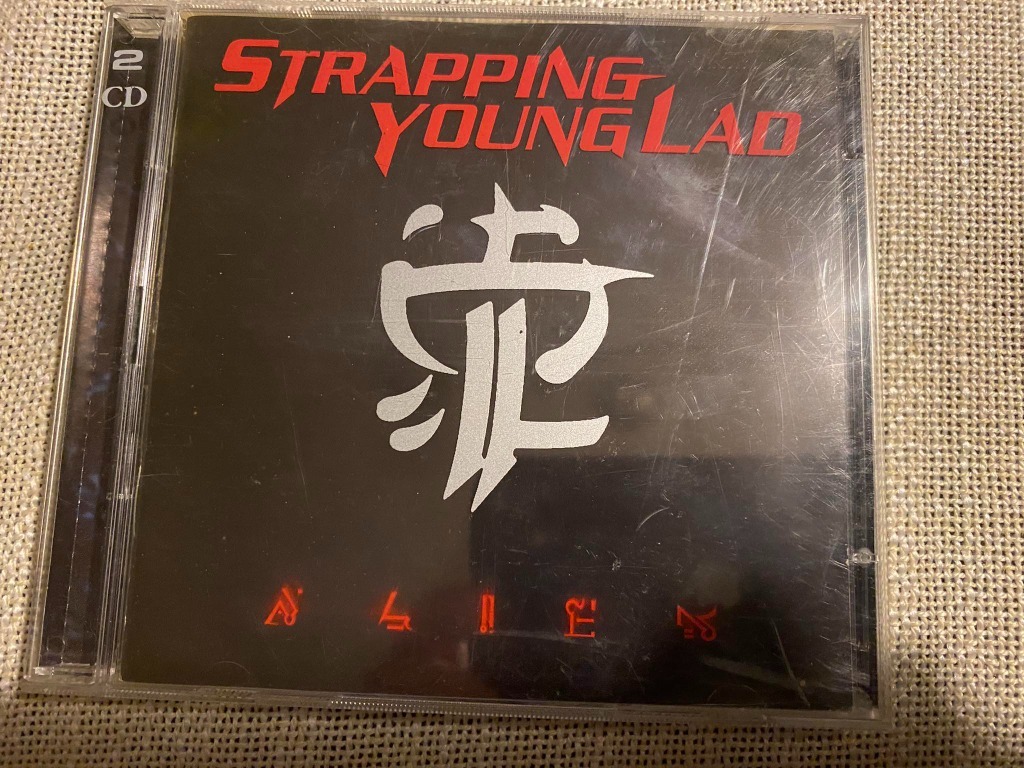 2
CD
STRAPPING
YOUNG LAD
ALIEN